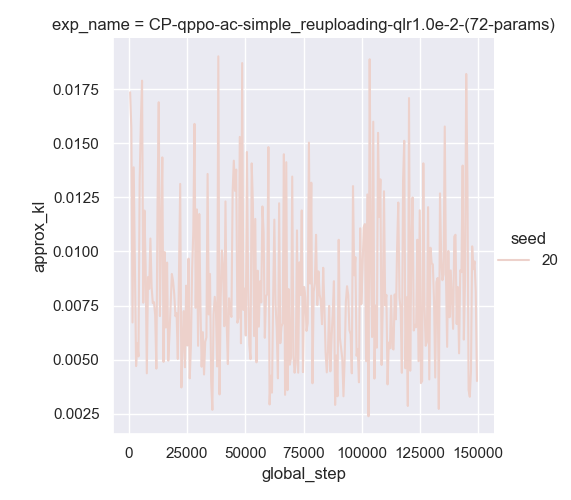 exp_name = CP-qppo-ac-simple_reuploading-qlr1.0e-2-(72-params)
0.0175
0.0150
0.0125
0.0100
0.0075
0.0050
0.0025
approx_kl
0 25000 50000 75000 100000 125000 150000
global_step
seed
20